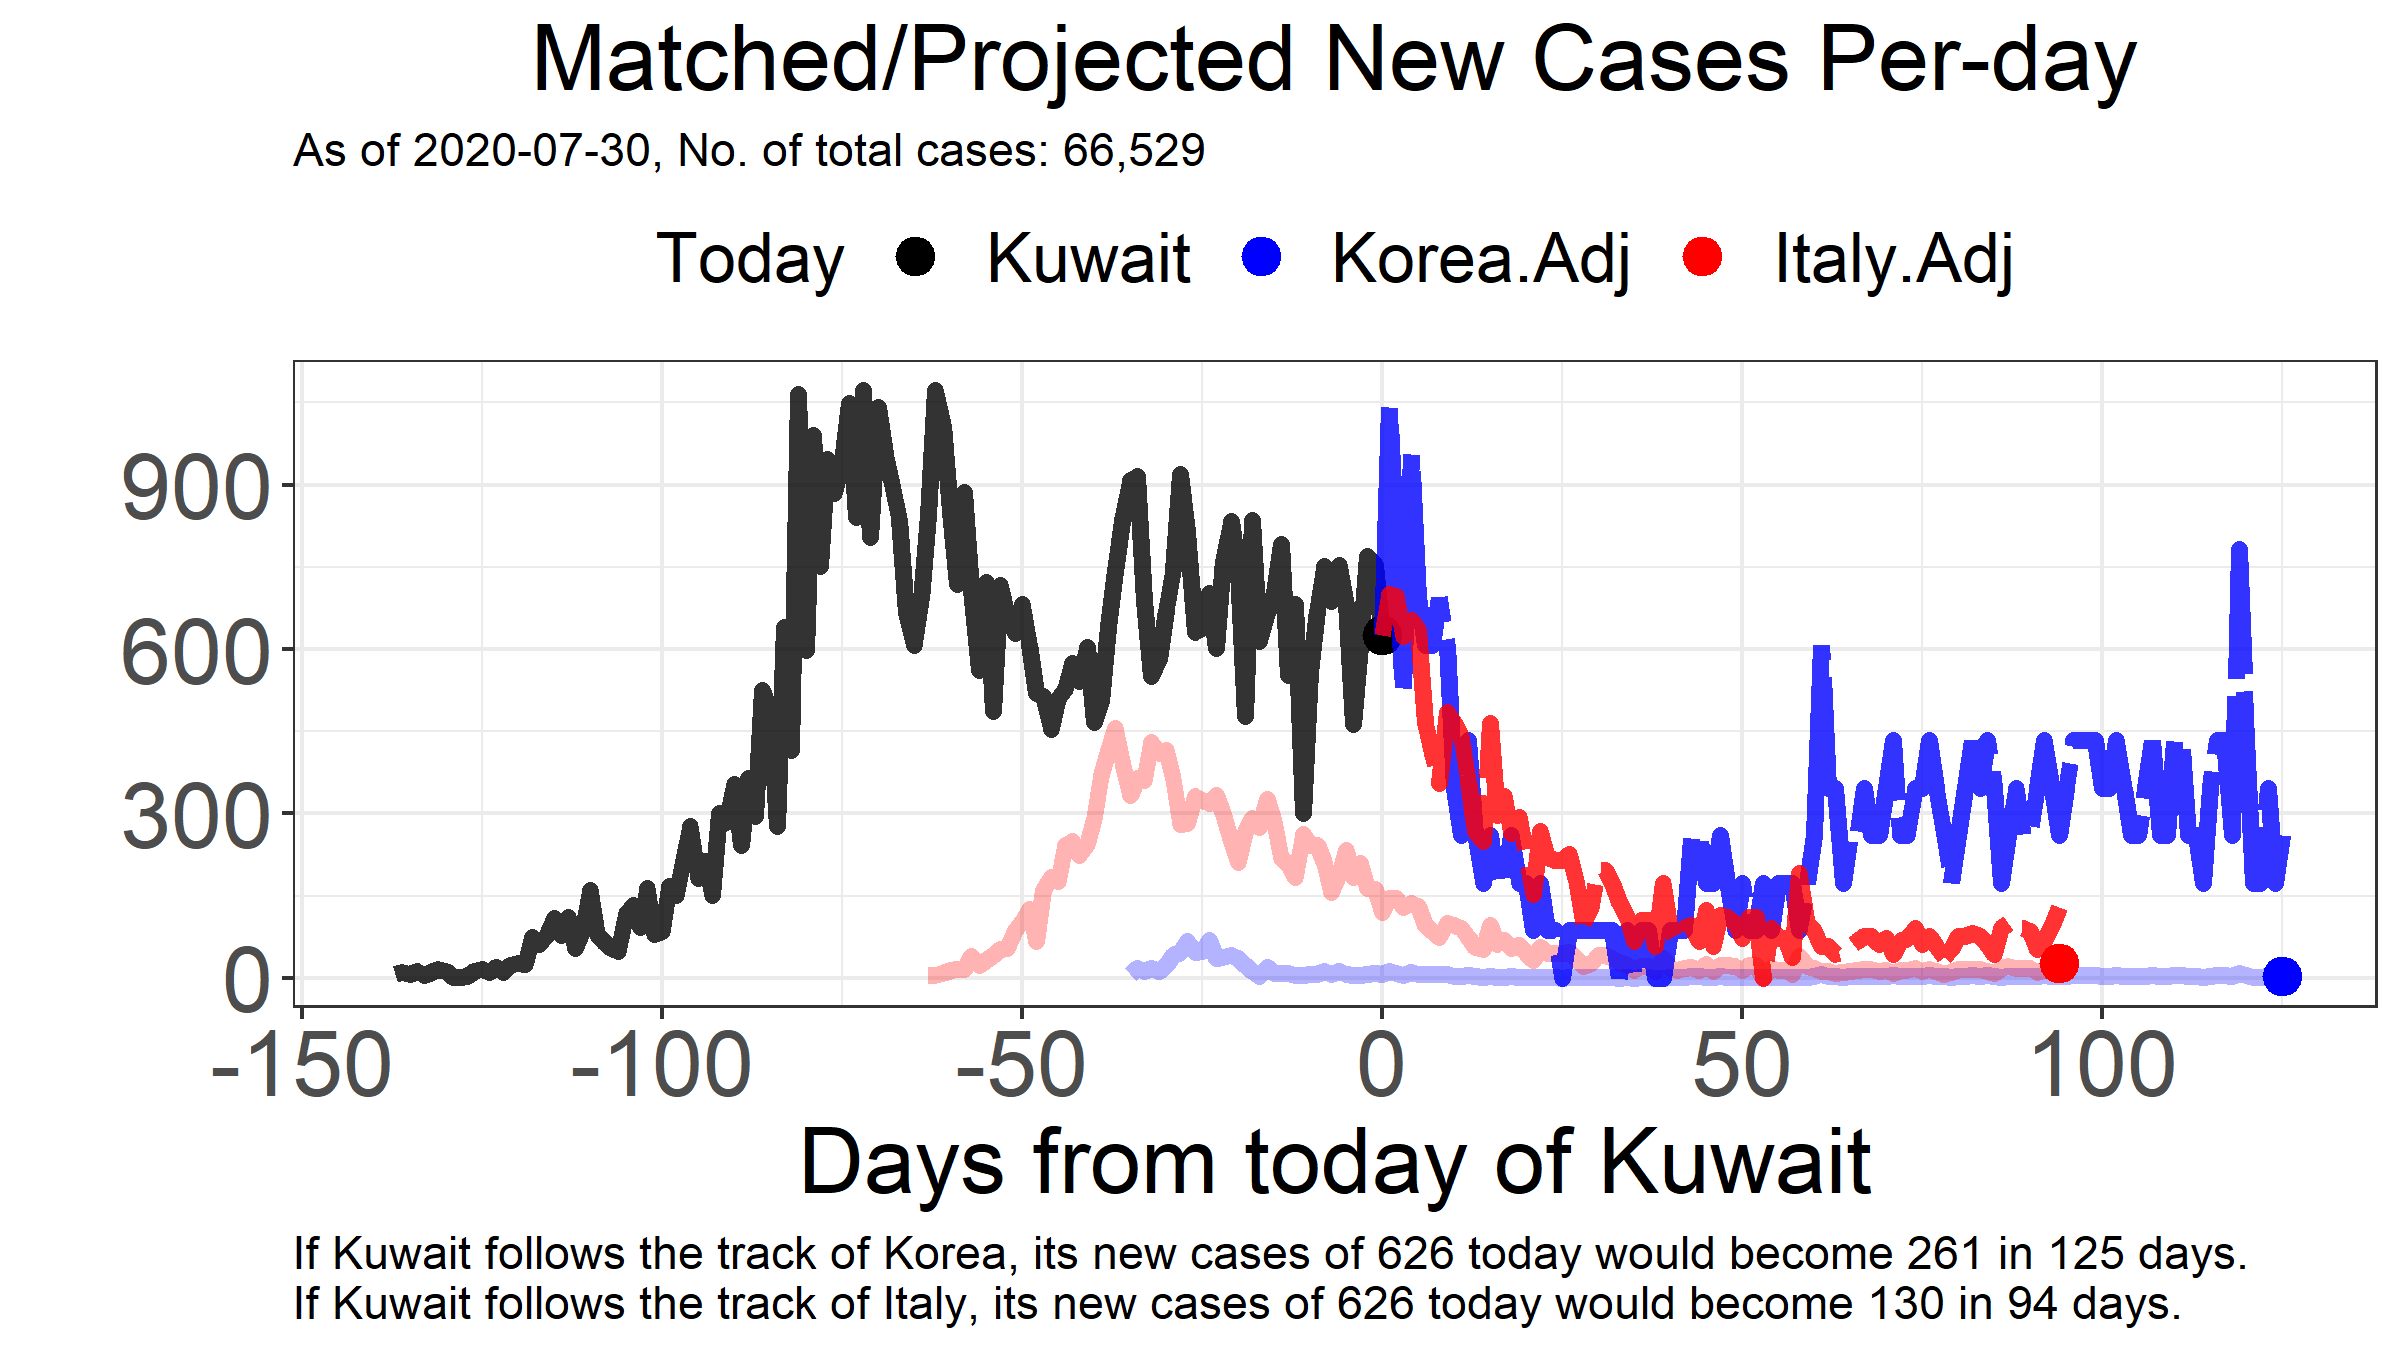 Matched/Projected New Cases Per-day
As of 2020-07-30, No. of total cases: 66,529
Today Kuwait Korea.Adj Italy.Adj
900
600
300
0
-150 -100 -50 0 50 100
Days from today of Kuwait
If Kuwait follows the track of Korea, its new cases of 626 today would become 261 in 125 days.
If Kuwait follows the track of Italy, its new cases of 626 today would become 130 in 94 days.